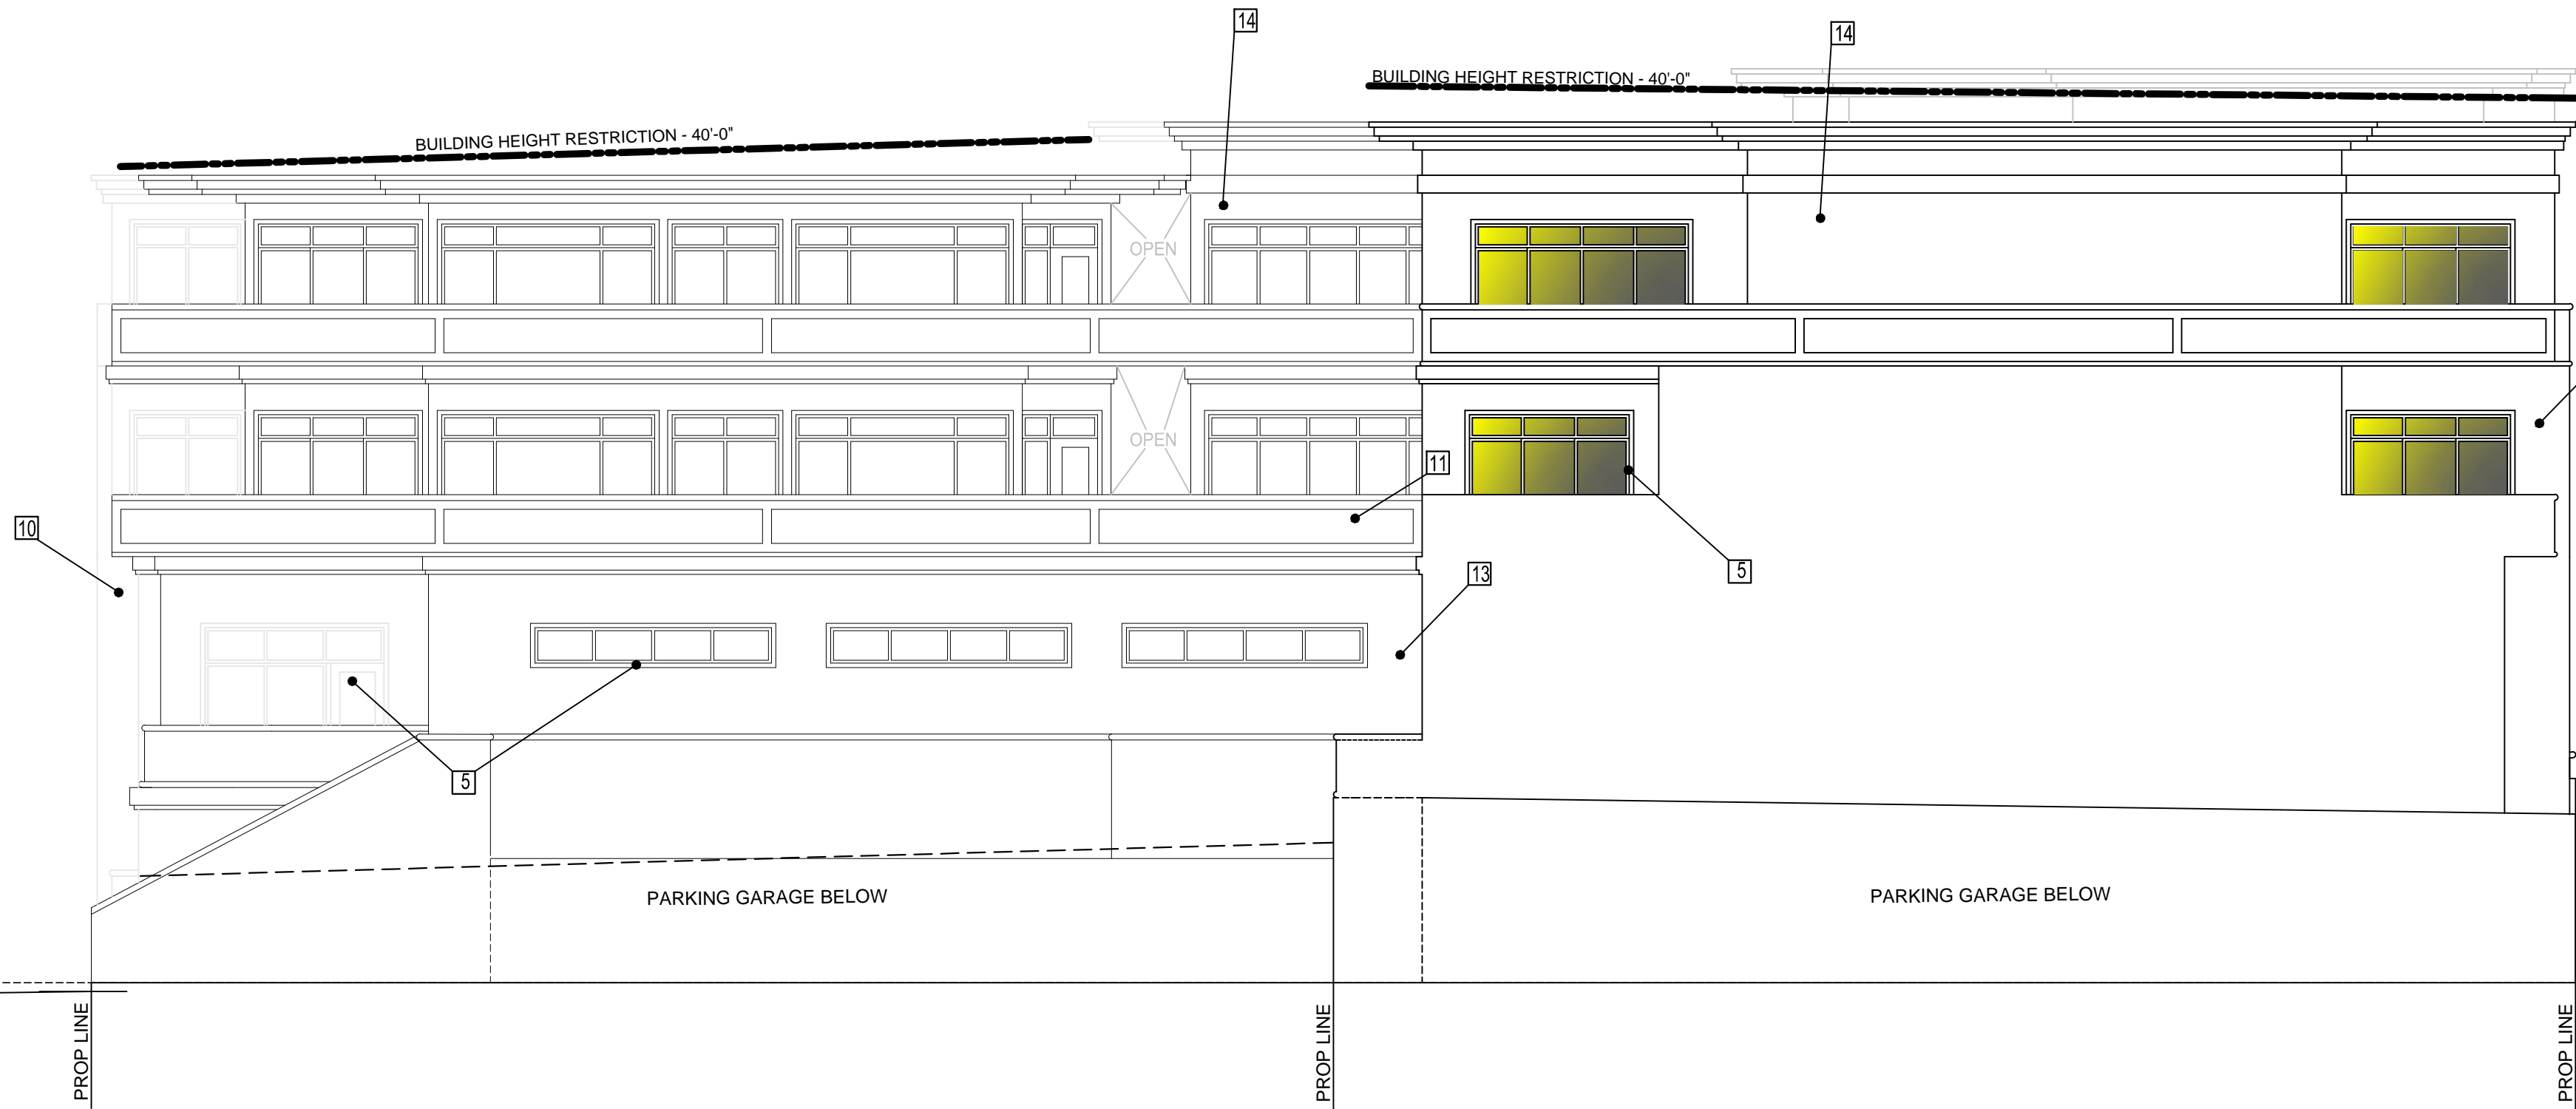 14
14
BUILDING HEIGHT RESTRICTION - 40'-0"
BUILDING HEIGHT RESTRICTION - 40'-0"
OPEN
OPEN
11
10
13
5
5
PARKING GARAGE BELOW
PARKING GARAGE BELOW
PROP LINE
PROP LINE
PROP LINE